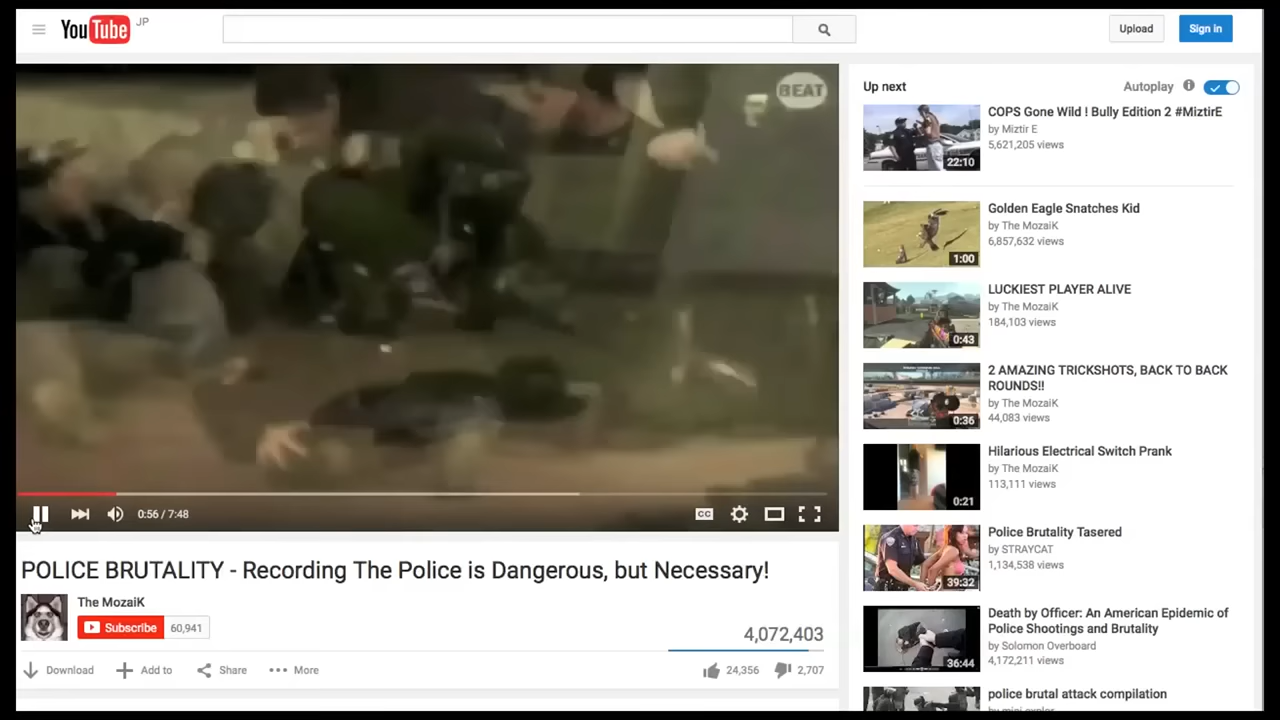 YouTube JP
Upload
Sign in
BEAT
0:56 / 7:48
CC
POLICE BRUTALITY - Recording The Police is Dangerous, but Necessary!
The MozaiK
Subscribe 60,941
4,072,403
Download
Add to
Share
More
24,356
2,707
Up next
Autoplay
COPS Gone Wild ! Bully Edition 2 #MiztirE
by Miztir E
5,621,205 views
22:10
Golden Eagle Snatches Kid
by The MozaiK
6,857,632 views
1:00
LUCKIEST PLAYER ALIVE
by The MozaiK
184,103 views
0:43
2 AMAZING TRICKSHOTS, BACK TO BACK
ROUNDS!!
by The MozaiK
44,083 views
0:36
Hilarious Electrical Switch Prank
by The MozaiK
113,111 views
0:21
Police Brutality Tasered
by STRAYCAT
1,134,538 views
39:32
Death by Officer: An American Epidemic of
Police Shootings and Brutality
by Solomon Overboard
4,172,211 views
36:44
police brutal attack compilation